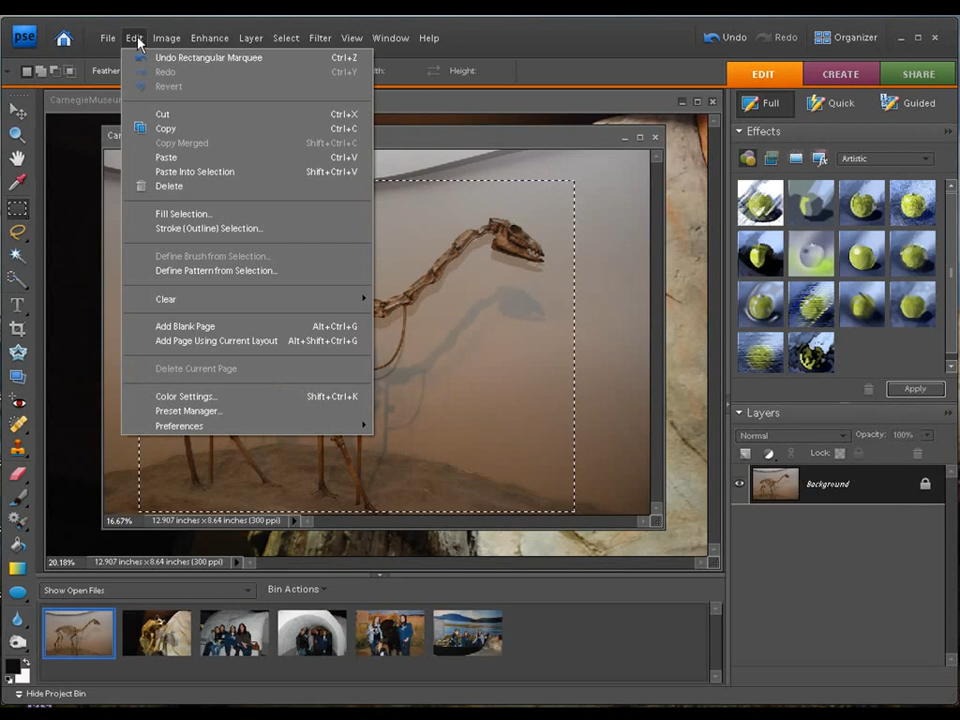 pse
File Edit Image Enhance Layer Select Filter View Window Help
Undo Redo Organizer
Feather
Height:
EDIT CREATE SHARE
Full Quick Guided
Undo Rectangular Marquee Ctrl+Z
Redo Ctrl+Y
Revert
Cut Ctrl+X
Copy Ctrl+C
Copy Merged Shift+Ctrl+C
Paste Ctrl+V
Paste Into Selection Shift+Ctrl+V
Delete
Fill Selection...
Stroke (Outline) Selection...
Define Brush from Selection...
Define Pattern from Selection...
Clear
Add Blank Page Alt+Ctrl+G
Add Page Using Current Layout Alt+Shift+Ctrl+G
Delete Current Page
Color Settings... Shift+Ctrl+K
Preset Manager...
Preferences
16.67% 12.907 inches x 8.64 inches (300 ppi)
20.18% 12.907 inches x 8.64 inches (300 ppi)
Effects
Artistic
Apply
Layers
Normal Opacity: 100%
Lock:
Background
Show Open Files Bin Actions
Hide Project Bin